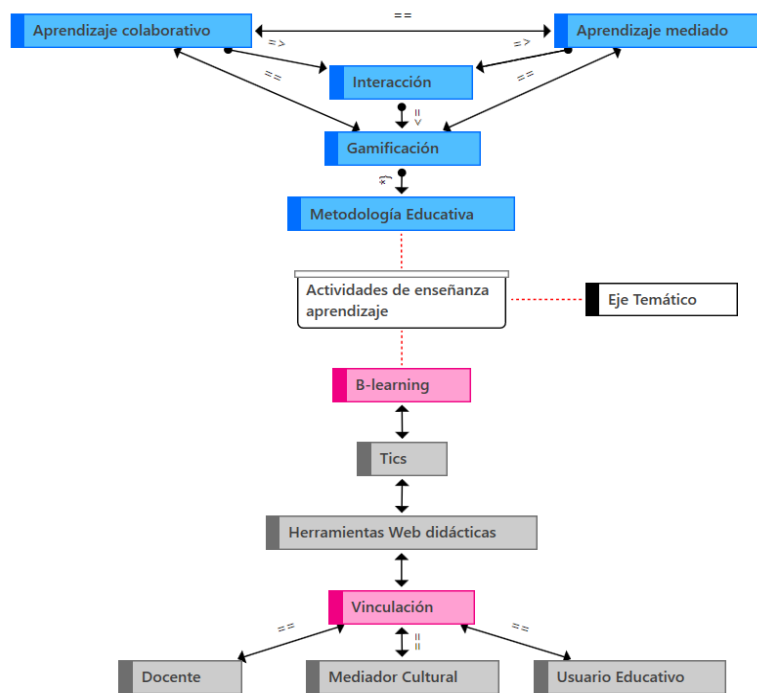 ==
Aprendizaje colaborativo
Aprendizaje mediado
=>
=>
==
==
Interacción
=>
Gamificación
*}
Metodología Educativa
Actividades de enseñanza
aprendizaje
Eje Temático
B-learning
Tics
Herramientas Web didácticas
Vinculación
==
==
==
Docente
Mediador Cultural
Usuario Educativo